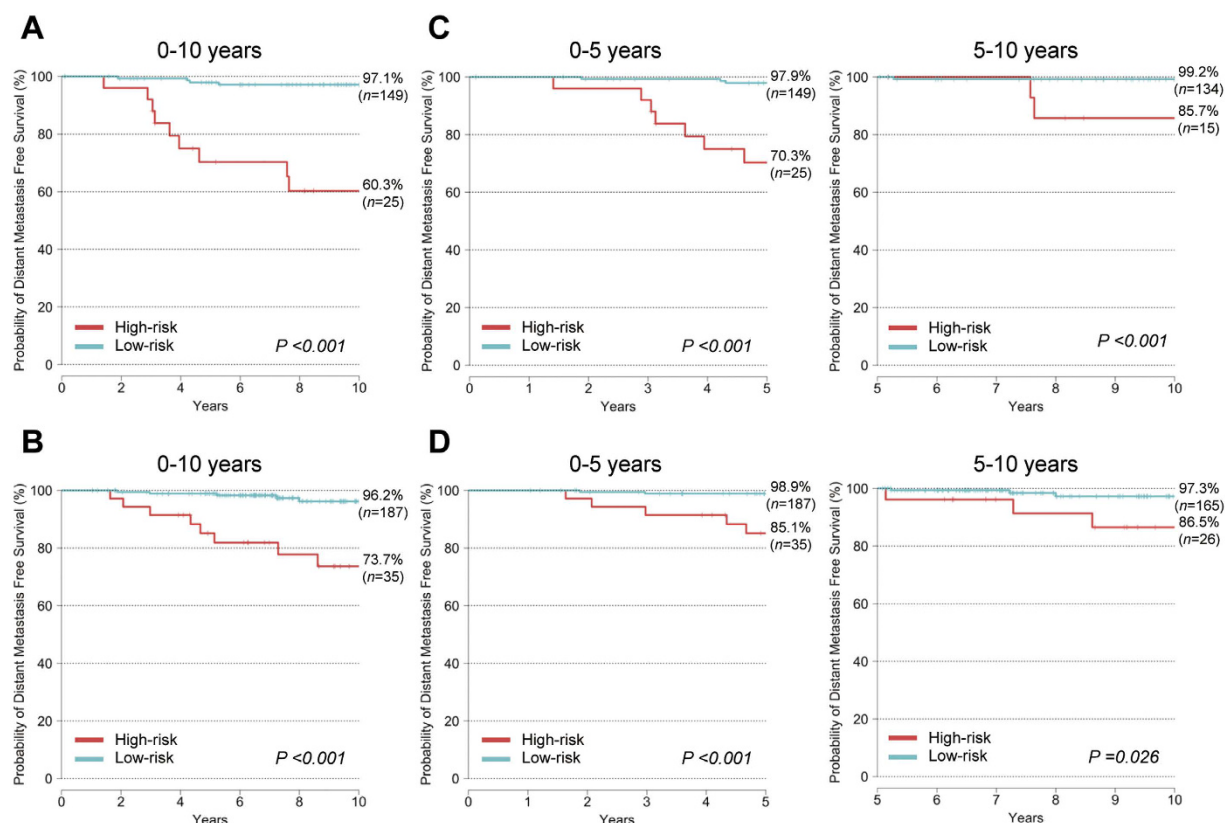 A
0-10 years
Probability of Distant Metastasis Free Survival (%)
100
80
60
40
20
0
97.1%
(n=149)
60.3%
(n=25)
High-risk
Low-risk
P <0.001
0 2 4 6 8 10
Years
C
0-5 years
Probability of Distant Metastasis Free Survival (%)
100
80
60
40
20
0
97.9%
(n=149)
70.3%
(n=25)
High-risk
Low-risk
P <0.001
0 1 2 3 4 5
Years
5-10 years
Probability of Distant Metastasis Free Survival (%)
100
80
60
40
20
0
99.2%
(n=134)
85.7%
(n=15)
High-risk
Low-risk
P <0.001
5 6 7 8 9 10
Years
B
0-10 years
Probability of Distant Metastasis Free Survival (%)
100
80
60
40
20
0
96.2%
(n=187)
73.7%
(n=35)
High-risk
Low-risk
P <0.001
0 2 4 6 8 10
Years
D
0-5 years
Probability of Distant Metastasis Free Survival (%)
100
80
60
40
20
0
98.9%
(n=187)
85.1%
(n=35)
High-risk
Low-risk
P <0.001
0 1 2 3 4 5
Years
5-10 years
Probability of Distant Metastasis Free Survival (%)
100
80
60
40
20
0
97.3%
(n=165)
86.5%
(n=26)
High-risk
Low-risk
P =0.026
5 6 7 8 9 10
Years